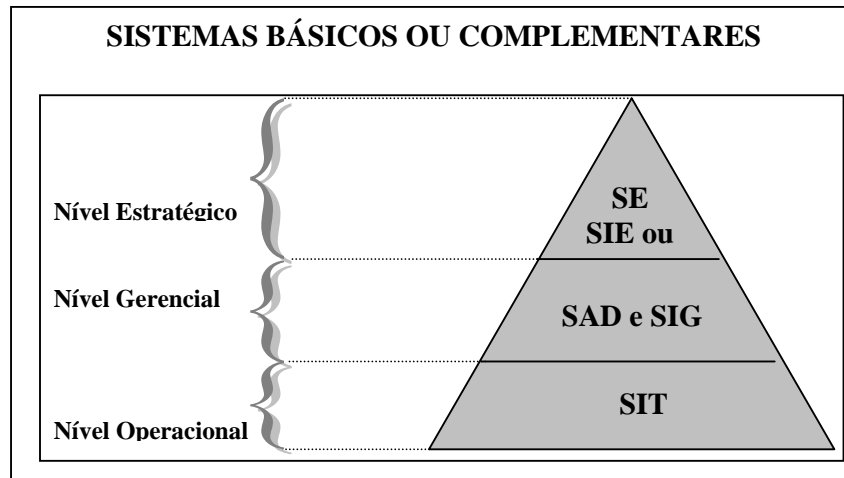 SISTEMAS BÁSICOS OU COMPLEMENTARES
Nível Estratégico
SE
SIE ou
Nível Gerencial
SAD e SIG
SIT
Nível Operacional